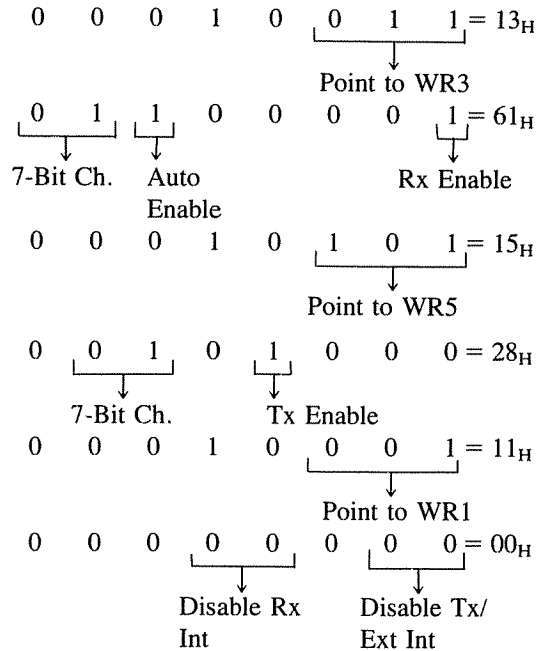 0 0 0 1 0 0 1 1 = 13H
Point to WR3
0 1 1 0 0 0 0 1 = 61H
7-Bit Ch. Auto Enable Rx Enable
0 0 0 1 0 1 0 1 = 15H
Point to WR5
0 0 1 0 1 0 0 0 = 28H
7-Bit Ch. Tx Enable
0 0 0 1 0 0 0 1 = 11H
Point to WR1
0 0 0 0 0 0 0 0 = 00H
Disable Rx Disable Tx/
Int Ext Int